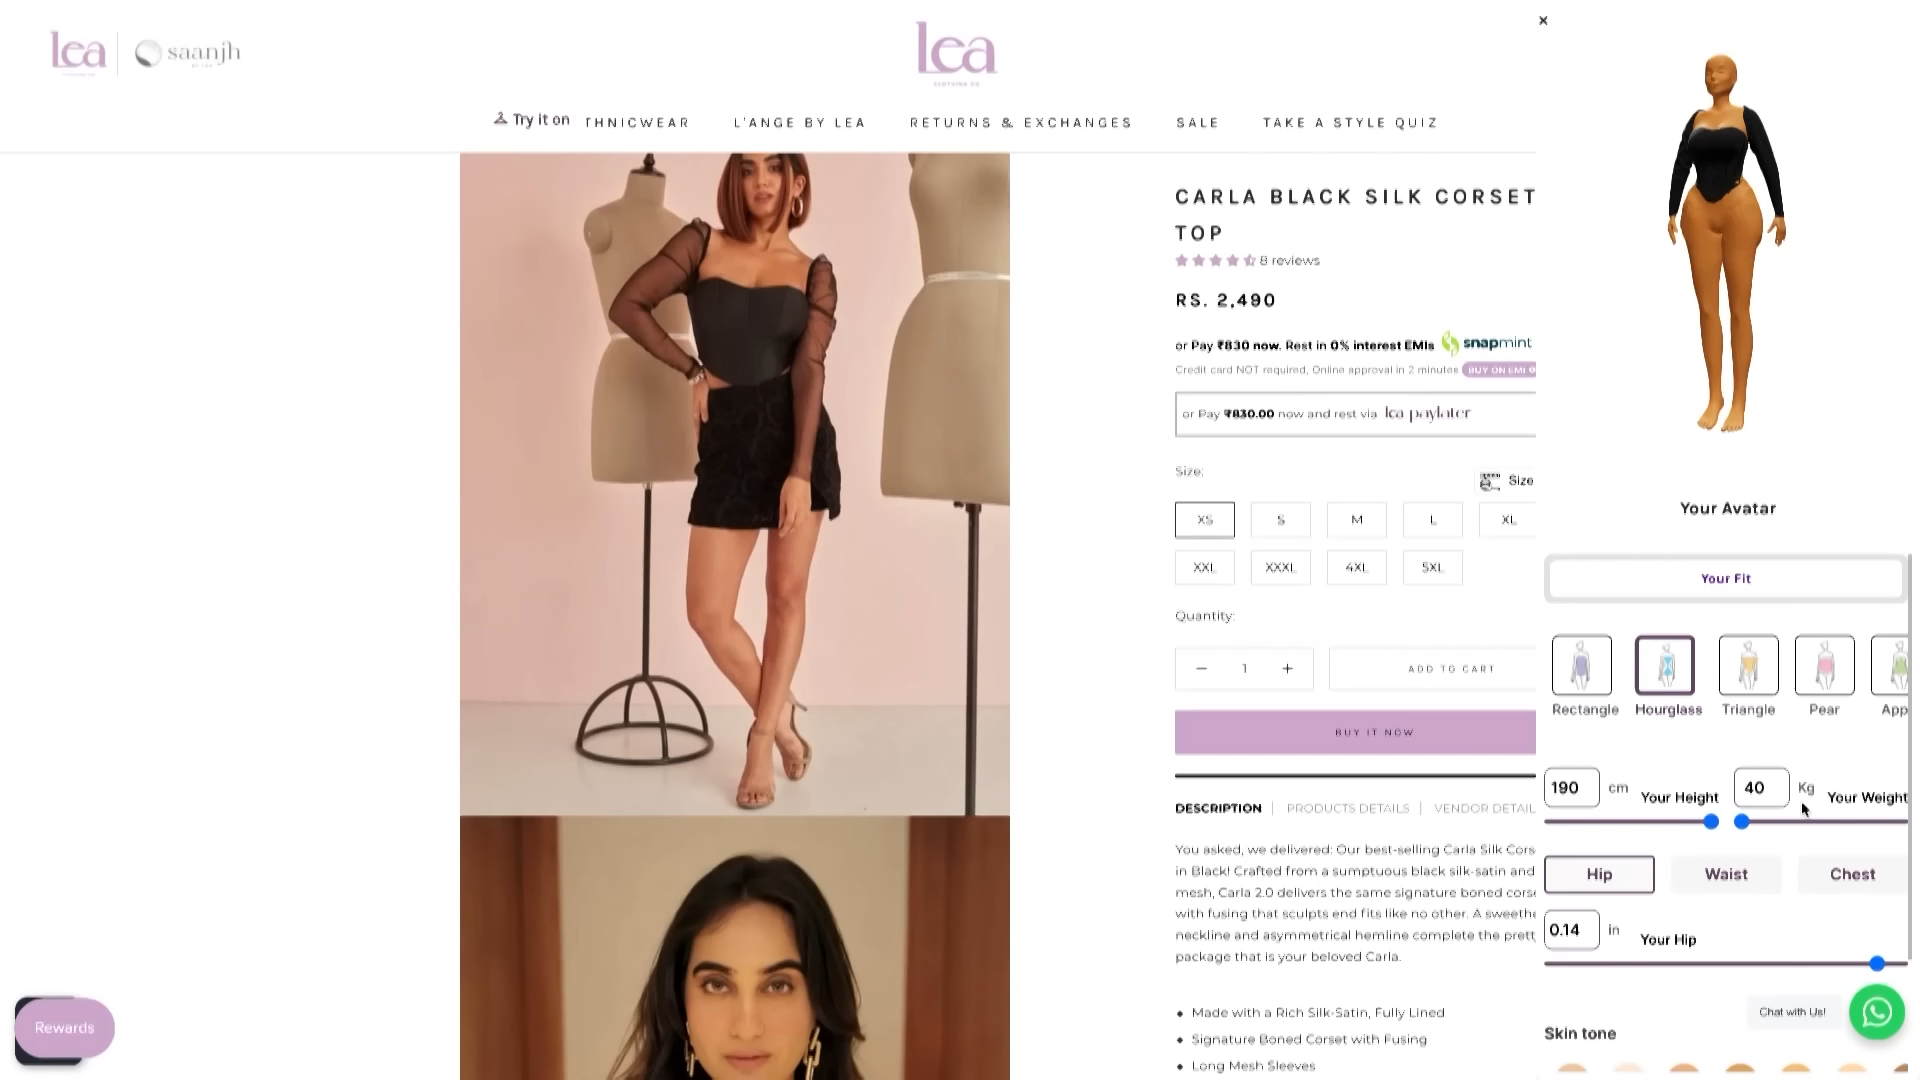 lea
saanjh
lea
CLOTHING CO
Try it on
THNICWEAR
L'ANGE BY LEA
RETURNS & EXCHANGES
SALE
TAKE A STYLE QUIZ
×
CARLA BLACK SILK CORSET
TOP
8 reviews
RS. 2,490
or Pay ₹830 now. Rest in 0% interest EMIs snapmint
Credit card NOT required, Online approval in 2 minutes BUY ON EMI
or Pay ₹830.00 now and rest via lea paylater
Size:
Size
XS
S
M
L
XL
XXL
XXXL
4XL
5XL
Quantity:
− 1 +
ADD TO CART
BUY IT NOW
DESCRIPTION
PRODUCTS DETAILS
VENDOR DETAIL
You asked, we delivered: Our best-selling Carla Silk Cors
in Black! Crafted from a sumptuous black silk-satin and
mesh, Carla 2.0 delivers the same signature boned corse
with fusing that sculpts end fits like no other. A sweethe
neckline and asymmetrical hemline complete the prett
package that is your beloved Carla.
• Made with a Rich Silk-Satin, Fully Lined
• Signature Boned Corset with Fusing
• Long Mesh Sleeves
Your Avatar
Your Fit
Rectangle
Hourglass
Triangle
Pear
App
190 cm Your Height
40 Kg Your Weight
Hip
Waist
Chest
0.14 in Your Hip
Chat with Us!
Skin tone
Rewards